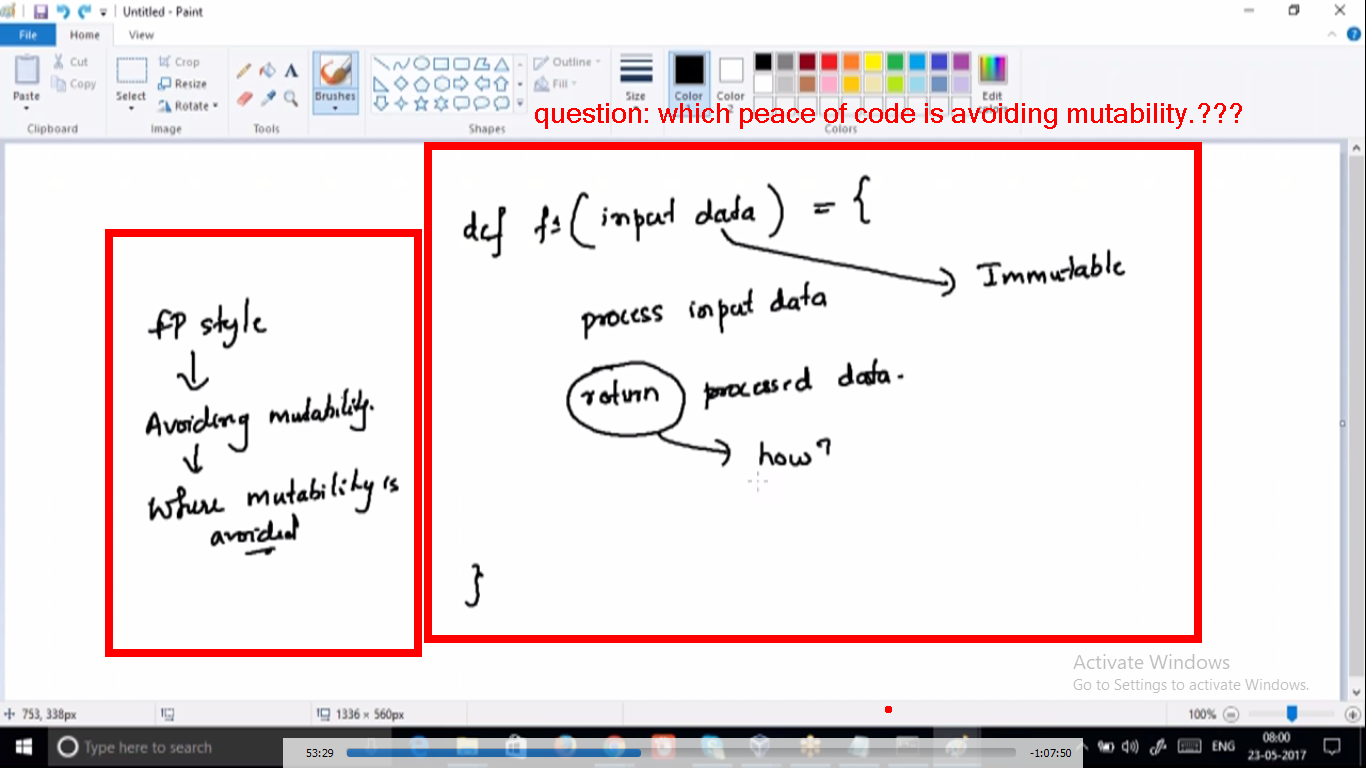 Untitled - Paint
File Home View
Paste
Cut
Copy
Clipboard
Select
Crop
Resize
Rotate
Image
Tools
Brushes
Shapes
Outline
Fill
Size
Color
Color
Edit
Colors
question: which peace of code is avoiding mutability.???
def f1(input data) = {
Immutable
process input data
return processed data.
how?
}
FP style
Avoiding mutability.
Where mutability is
avoided
Activate Windows
Go to Settings to activate Windows.
753, 338px
1336 × 560px
100%
Type here to search
53:29
-1:07:50
ENG
08:00
23-05-2017